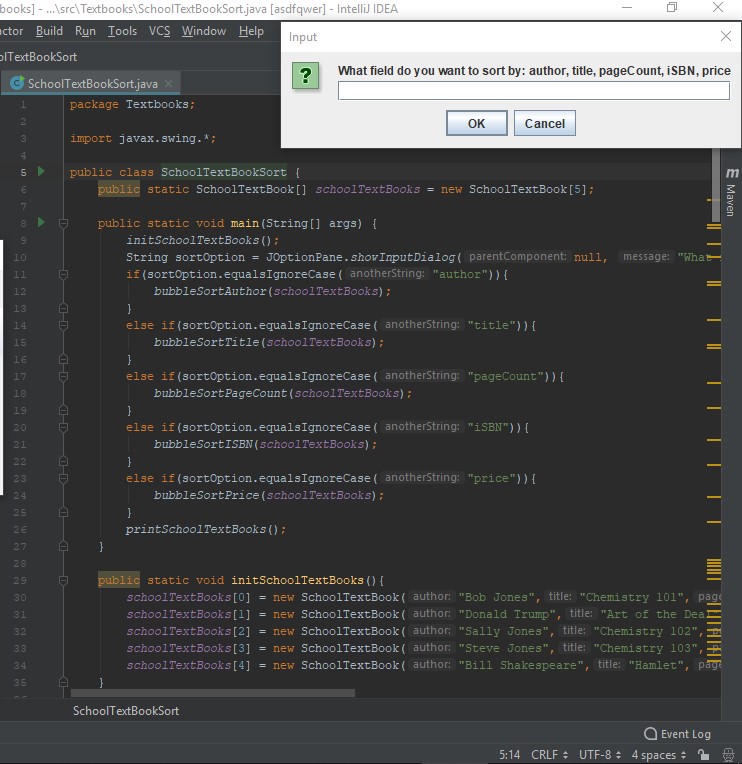 books] - ...\src\Textbooks\SchoolTextBookSort.java [asdfqwer] - IntelliJ IDEA
actor Build Run Tools VCS Window Help
olTextBookSort
SchoolTextBookSort.java
Input
What field do you want to sort by: author, title, pageCount, iSBN, price
OK Cancel
1 package Textbooks;
2
3 import javax.swing.*;
4
5 public class SchoolTextBookSort {
6 public static SchoolTextBook[] schoolTextBooks = new SchoolTextBook[5];
7
8 public static void main(String[] args) {
9 initSchoolTextBooks();
10 String sortOption = JOptionPane.showInputDialog( parentComponent: null, message: "What
11 if(sortOption.equalsIgnoreCase( anotherString: "author")){
12 bubbleSortAuthor(schoolTextBooks);
13 }
14 else if(sortOption.equalsIgnoreCase( anotherString: "title")){
15 bubbleSortTitle(schoolTextBooks);
16 }
17 else if(sortOption.equalsIgnoreCase( anotherString: "pageCount")){
18 bubbleSortPageCount(schoolTextBooks);
19 }
20 else if(sortOption.equalsIgnoreCase( anotherString: "iSBN")){
21 bubbleSortISBN(schoolTextBooks);
22 }
23 else if(sortOption.equalsIgnoreCase( anotherString: "price")){
24 bubbleSortPrice(schoolTextBooks);
25 }
26 printSchoolTextBooks();
27 }
28
29 public static void initSchoolTextBooks(){
30 schoolTextBooks[0] = new SchoolTextBook( author: "Bob Jones", title: "Chemistry 101", page
31 schoolTextBooks[1] = new SchoolTextBook( author: "Donald Trump", title: "Art of the Dea
32 schoolTextBooks[2] = new SchoolTextBook( author: "Sally Jones", title: "Chemistry 102", p
33 schoolTextBooks[3] = new SchoolTextBook( author: "Steve Jones", title: "Chemistry 103", p
34 schoolTextBooks[4] = new SchoolTextBook( author: "Bill Shakespeare", title: "Hamlet", page
35 }
m Maven
SchoolTextBookSort
Event Log
5:14 CRLF UTF-8 4 spaces